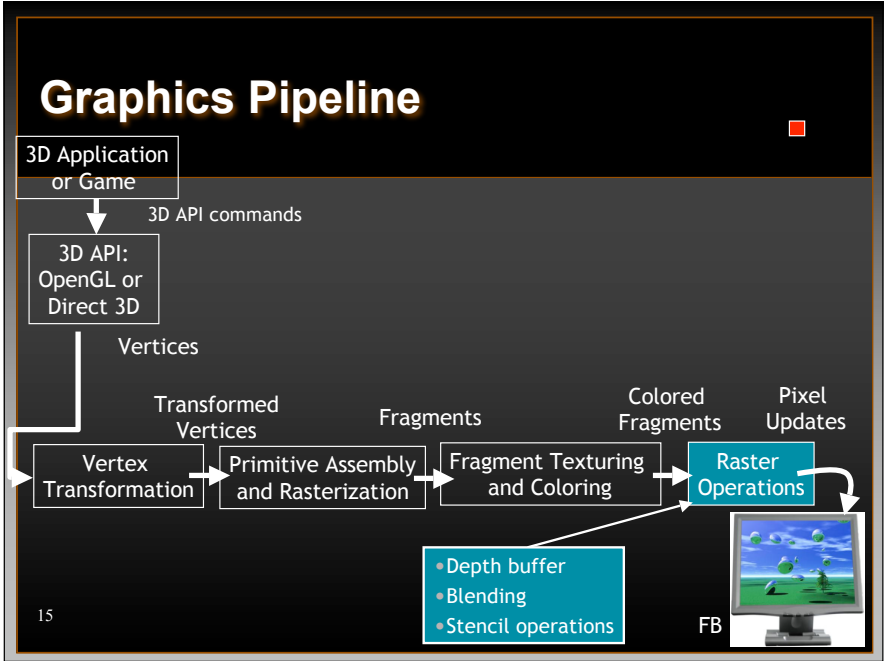 Graphics Pipeline
3D Application
or Game
3D API commands
3D API:
OpenGL or
Direct 3D
Vertices
Transformed
Vertices
Fragments
Colored
Fragments
Pixel
Updates
Vertex
Transformation
Primitive Assembly
and Rasterization
Fragment Texturing
and Coloring
Raster
Operations
•Depth buffer
•Blending
•Stencil operations
FB
15